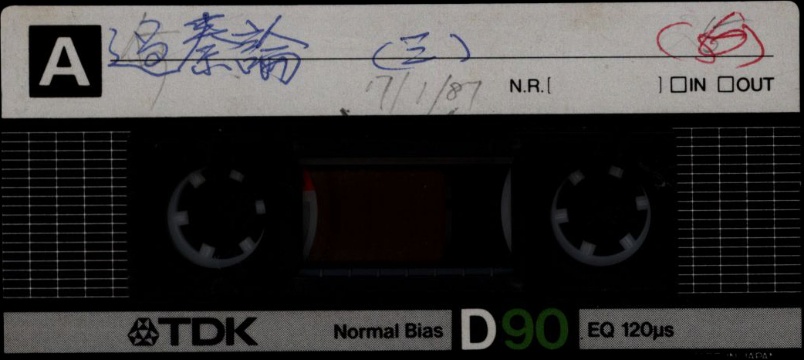 A 過秦論 (三)
7/1/87 N.R.[ ] □IN □OUT
TDK Normal Bias D90 EQ 120µs